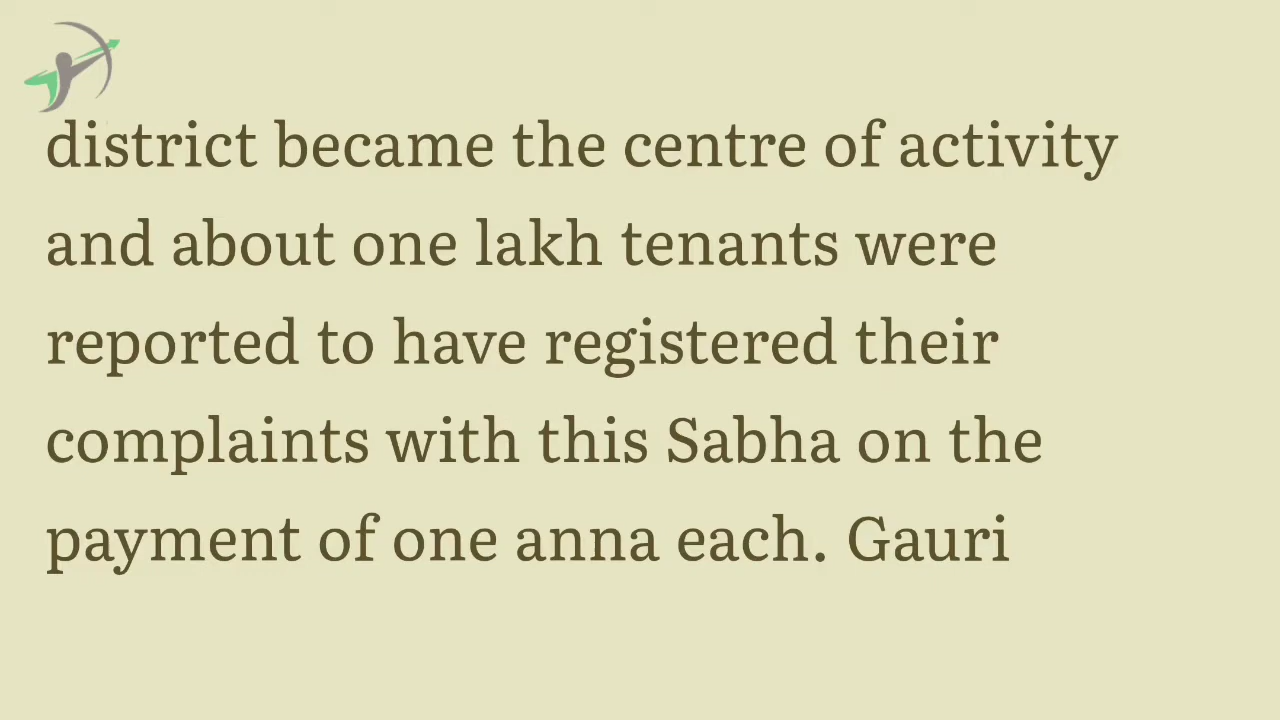 district became the centre of activity
and about one lakh tenants were
reported to have registered their
complaints with this Sabha on the
payment of one anna each. Gauri